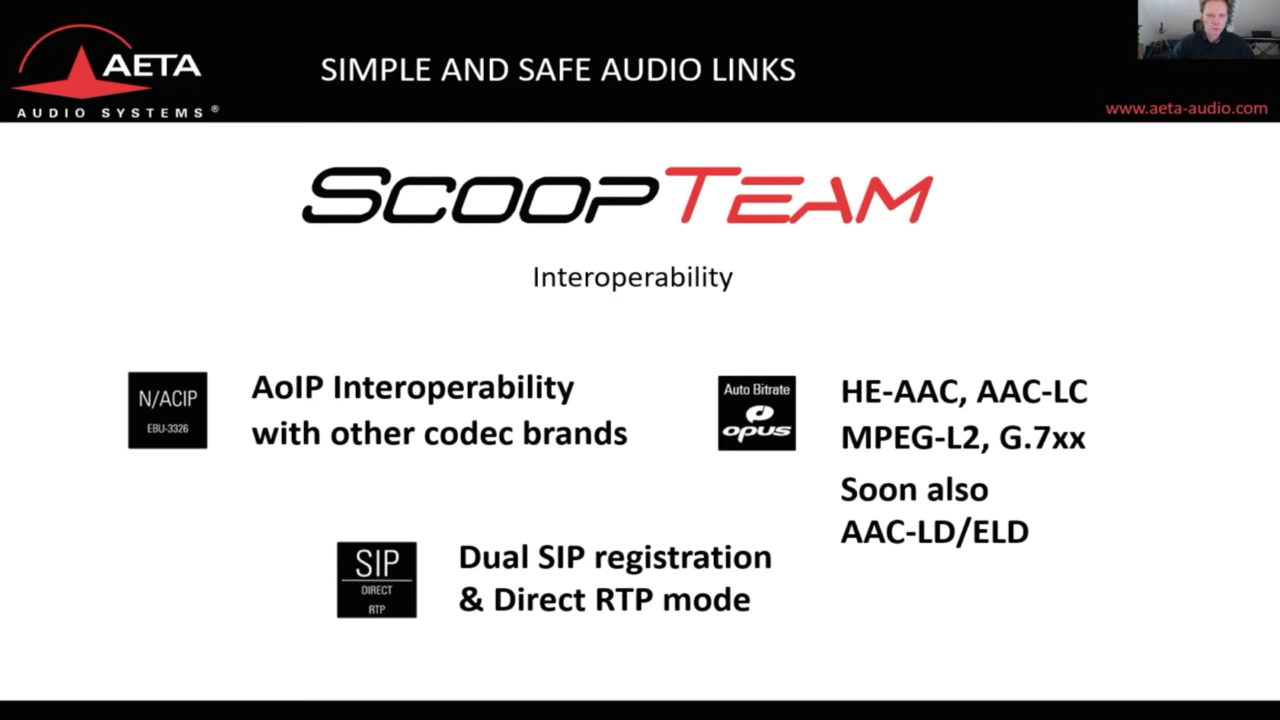 AETA
AUDIO SYSTEMS®
SIMPLE AND SAFE AUDIO LINKS
www.aeta-audio.com
SCOOPTEAM
Interoperability
N/ACIP
EBU-3326
AoIP Interoperability
with other codec brands
Auto Bitrate
opus
HE-AAC, AAC-LC
MPEG-L2, G.7xx
Soon also
AAC-LD/ELD
SIP
DIRECT
RTP
Dual SIP registration
& Direct RTP mode